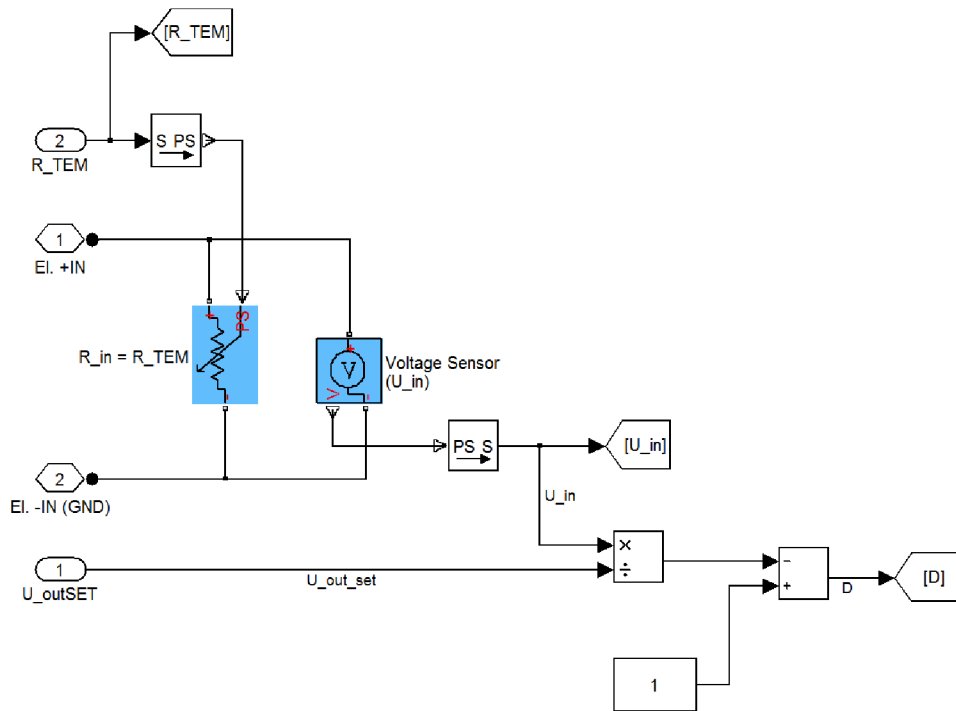 [R_TEM]
2
R_TEM
S PS
1
El. +IN
+
PS
R_in = R_TEM
-
+
V
Voltage Sensor
(U_in)
V
-
PS S
[U_in]
U_in
2
El. -IN (GND)
1
U_outSET
U_out_set
×
÷
-
+
D
[D]
1